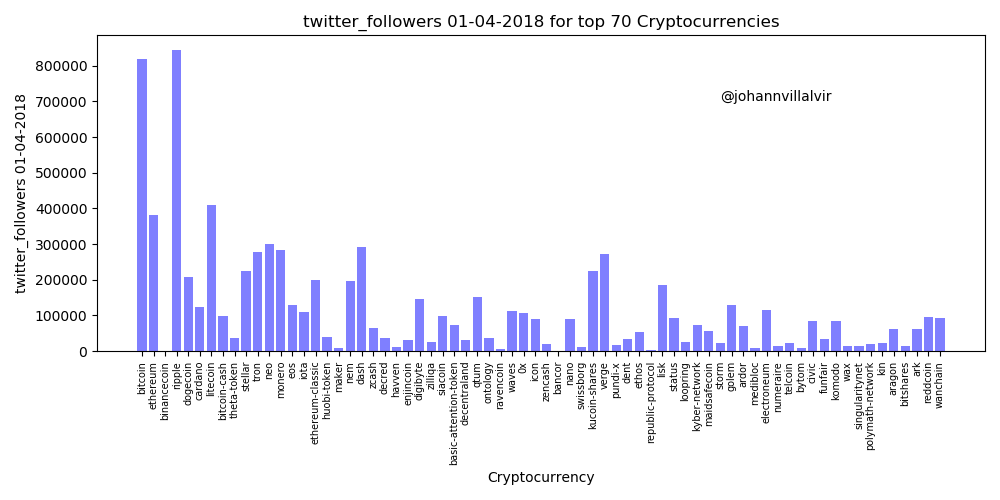 twitter_followers 01-04-2018 for top 70 Cryptocurrencies
@johannvillalvir
twitter_followers 01-04-2018
800000
700000
600000
500000
400000
300000
200000
100000
0
bitcoin
ethereum
binancecoin
ripple
dogecoin
cardano
litecoin
bitcoin-cash
theta-token
stellar
tron
neo
monero
eos
iota
ethereum-classic
huobi-token
maker
nem
dash
zcash
decred
havven
enjincoin
digibyte
zilliqa
siacoin
basic-attention-token
decentraland
qtum
ontology
ravencoin
waves
0x
icon
zencash
bancor
nano
swissborg
kucoin-shares
verge
pundi-x
dent
ethos
republic-protocol
lisk
status
loopring
kyber-network
maidsafecoin
storm
golem
ardor
medibloc
electroneum
numeraire
telcoin
bytom
civic
funfair
komodo
wax
singularitynet
polymath-network
kin
aragon
bitshares
ark
reddcoin
wanchain
Cryptocurrency